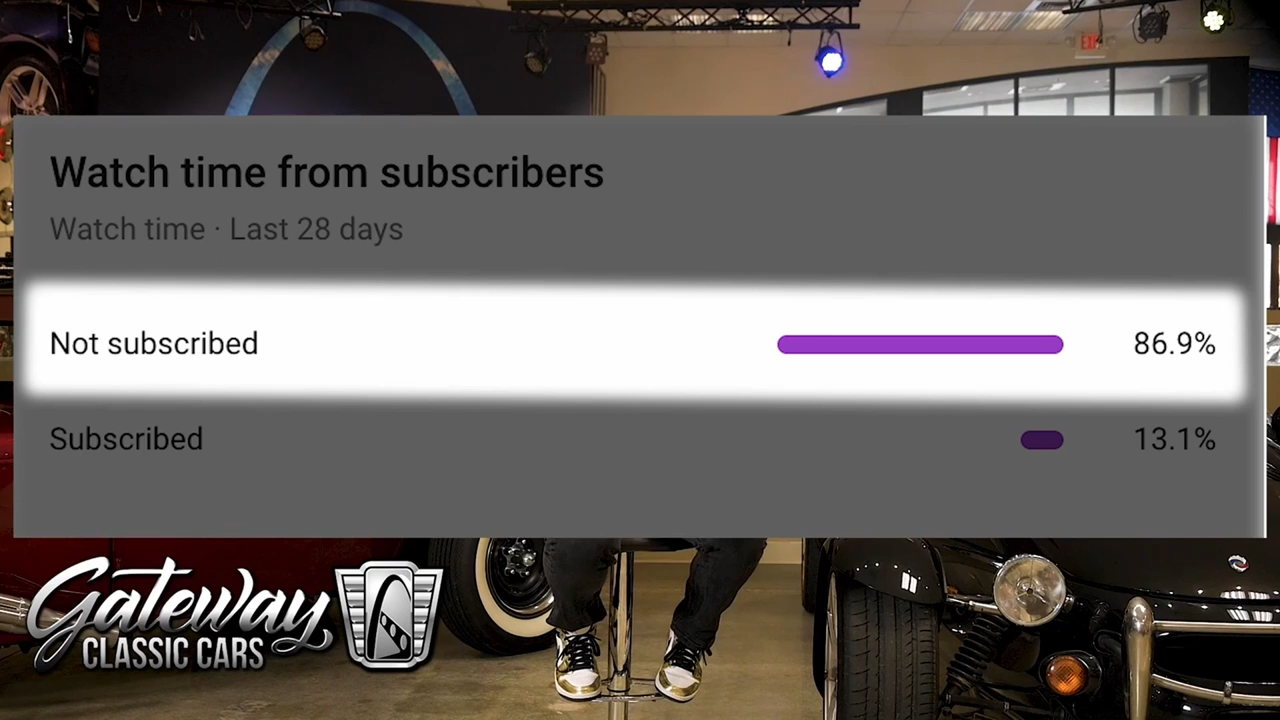 EXIT
Watch time from subscribers
Watch time · Last 28 days
Not subscribed 86.9%
Subscribed 13.1%
Gateway
CLASSIC CARS